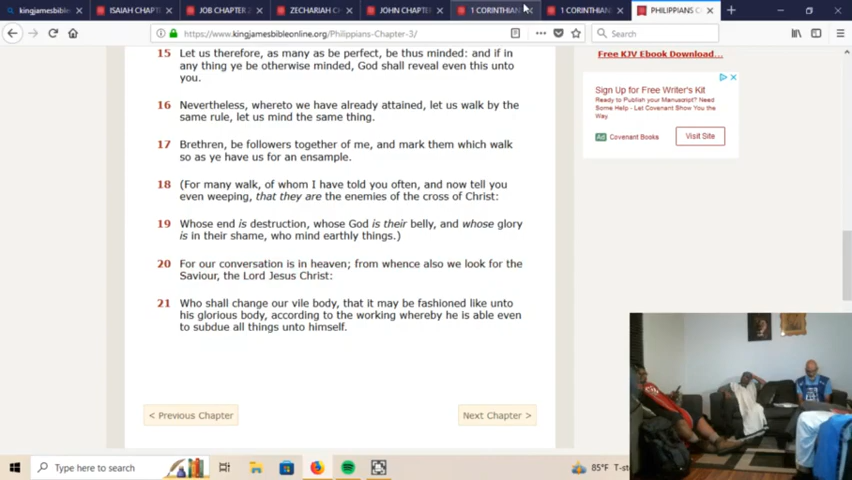 kingjamesbible
ISAIAH CHAPT
JOB CHAPTER
ZECHARIAH CH
JOHN CHAPTER
1 CORINTHIAN
1 CORINTHIAN
PHILIPPIANS C
https://www.kingjamesbibleonline.org/Philippians-Chapter-3/
Search
15 Let us therefore, as many as be perfect, be thus minded: and if in
any thing ye be otherwise minded, God shall reveal even this unto
you.
16 Nevertheless, whereto we have already attained, let us walk by the
same rule, let us mind the same thing.
17 Brethren, be followers together of me, and mark them which walk
so as ye have us for an ensample.
18 (For many walk, of whom I have told you often, and now tell you
even weeping, that they are the enemies of the cross of Christ:
19 Whose end is destruction, whose God is their belly, and whose glory
is in their shame, who mind earthly things.)
20 For our conversation is in heaven; from whence also we look for the
Saviour, the Lord Jesus Christ:
21 Who shall change our vile body, that it may be fashioned like unto
his glorious body, according to the working whereby he is able even
to subdue all things unto himself.
< Previous Chapter
Next Chapter >
Free KJV Ebook Download...
Sign Up for Free Writer's Kit
Ready to Publish your Manuscript? Need
Some Help - Let Covenant Show You the
Way
Ad Covenant Books
Visit Site
Type here to search
85°F T-st